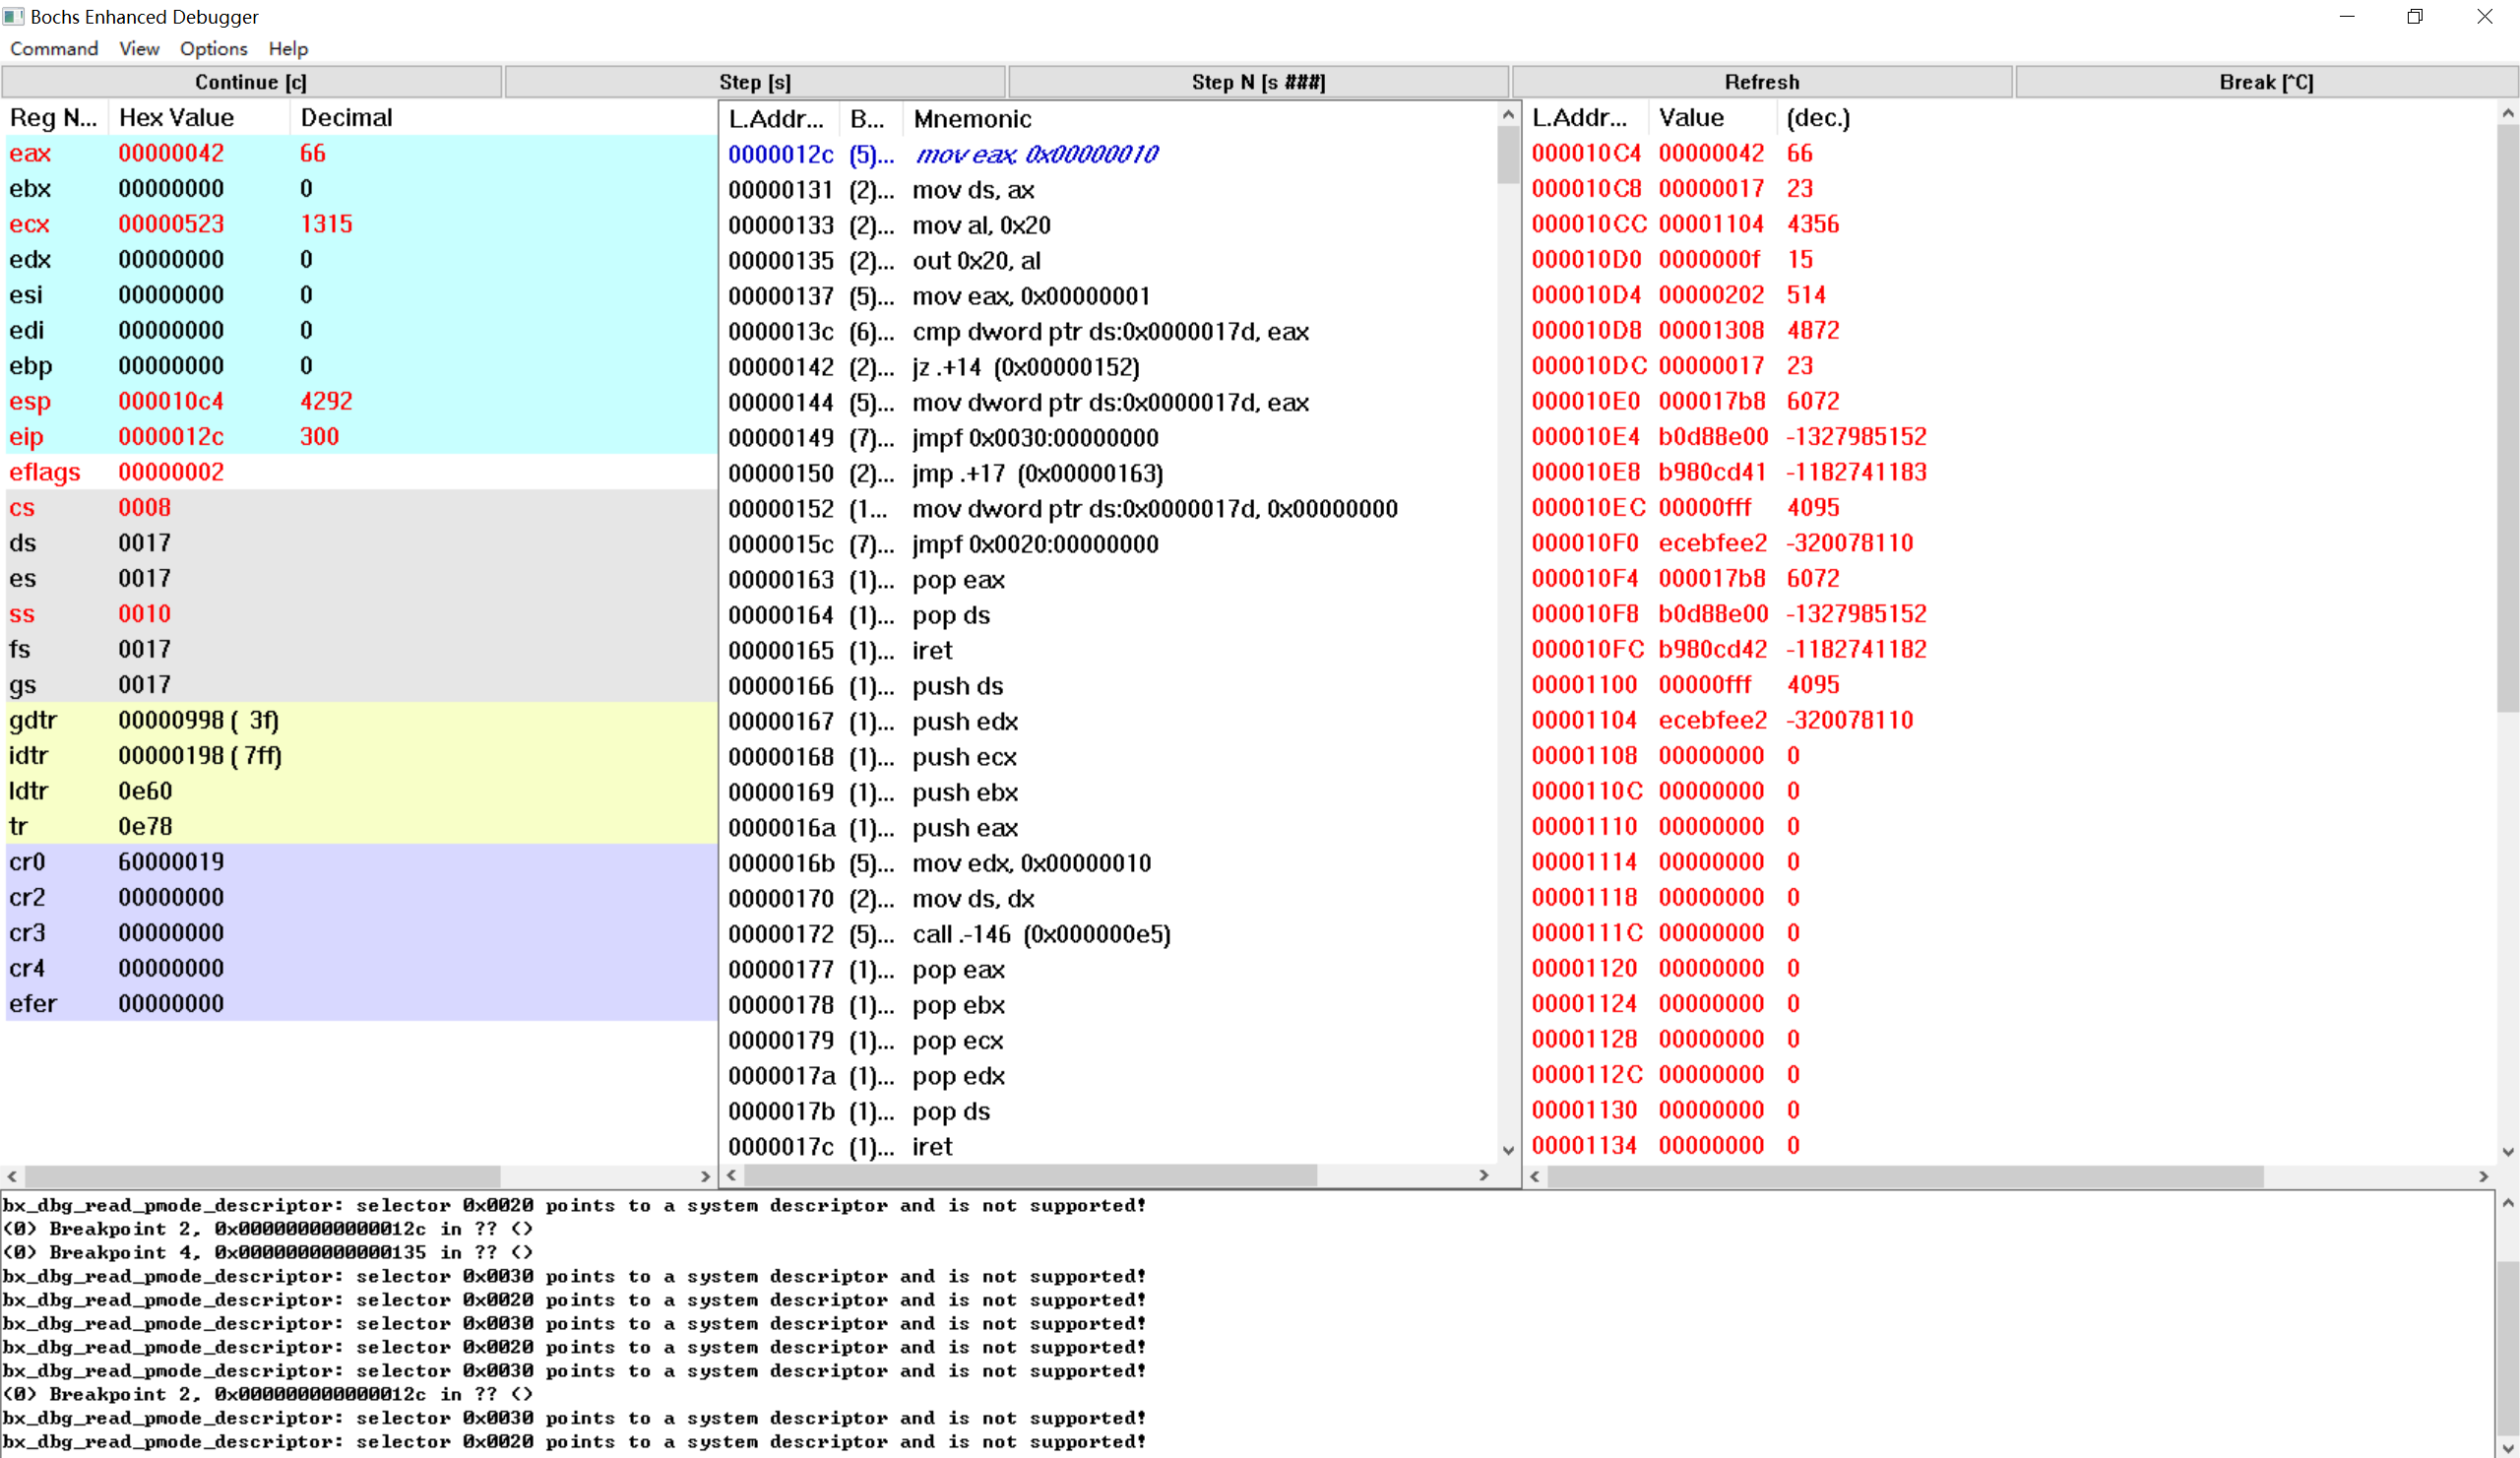 Bochs Enhanced Debugger
Command View Options Help
Continue [c] Step [s] Step N [s ###] Refresh Break [^C]
Reg N... Hex Value Decimal
eax 00000042 66
ebx 00000000 0
ecx 00000523 1315
edx 00000000 0
esi 00000000 0
edi 00000000 0
ebp 00000000 0
esp 000010c4 4292
eip 0000012c 300
eflags 00000002
cs 0008
ds 0017
es 0017
ss 0010
fs 0017
gs 0017
gdtr 00000998 ( 3f)
idtr 00000198 ( 7ff)
ldtr 0e60
tr 0e78
cr0 60000019
cr2 00000000
cr3 00000000
cr4 00000000
efer 00000000
L.Addr... B... Mnemonic
0000012c (5)... mov eax, 0x00000010
00000131 (2)... mov ds, ax
00000133 (2)... mov al, 0x20
00000135 (2)... out 0x20, al
00000137 (5)... mov eax, 0x00000001
0000013c (6)... cmp dword ptr ds:0x0000017d, eax
00000142 (2)... jz .+14 (0x00000152)
00000144 (5)... mov dword ptr ds:0x0000017d, eax
00000149 (7)... jmpf 0x0030:00000000
00000150 (2)... jmp .+17 (0x00000163)
00000152 (1... mov dword ptr ds:0x0000017d, 0x00000000
0000015c (7)... jmpf 0x0020:00000000
00000163 (1)... pop eax
00000164 (1)... pop ds
00000165 (1)... iret
00000166 (1)... push ds
00000167 (1)... push edx
00000168 (1)... push ecx
00000169 (1)... push ebx
0000016a (1)... push eax
0000016b (5)... mov edx, 0x00000010
00000170 (2)... mov ds, dx
00000172 (5)... call .-146 (0x000000e5)
00000177 (1)... pop eax
00000178 (1)... pop ebx
00000179 (1)... pop ecx
0000017a (1)... pop edx
0000017b (1)... pop ds
0000017c (1)... iret
L.Addr... Value (dec.)
000010C4 00000042 66
000010C8 00000017 23
000010CC 00001104 4356
000010D0 0000000f 15
000010D4 00000202 514
000010D8 00001308 4872
000010DC 00000017 23
000010E0 000017b8 6072
000010E4 b0d88e00 -1327985152
000010E8 b980cd41 -1182741183
000010EC 00000fff 4095
000010F0 ecebfee2 -320078110
000010F4 000017b8 6072
000010F8 b0d88e00 -1327985152
000010FC b980cd42 -1182741182
00001100 00000fff 4095
00001104 ecebfee2 -320078110
00001108 00000000 0
0000110C 00000000 0
00001110 00000000 0
00001114 00000000 0
00001118 00000000 0
0000111C 00000000 0
00001120 00000000 0
00001124 00000000 0
00001128 00000000 0
0000112C 00000000 0
00001130 00000000 0
00001134 00000000 0
bx_dbg_read_pmode_descriptor: selector 0x0020 points to a system descriptor and is not supported!
(0) Breakpoint 2, 0x000000000000012c in ?? ()
(0) Breakpoint 4, 0x0000000000000135 in ?? ()
bx_dbg_read_pmode_descriptor: selector 0x0030 points to a system descriptor and is not supported!
bx_dbg_read_pmode_descriptor: selector 0x0020 points to a system descriptor and is not supported!
bx_dbg_read_pmode_descriptor: selector 0x0030 points to a system descriptor and is not supported!
bx_dbg_read_pmode_descriptor: selector 0x0020 points to a system descriptor and is not supported!
bx_dbg_read_pmode_descriptor: selector 0x0030 points to a system descriptor and is not supported!
(0) Breakpoint 2, 0x000000000000012c in ?? ()
bx_dbg_read_pmode_descriptor: selector 0x0030 points to a system descriptor and is not supported!
bx_dbg_read_pmode_descriptor: selector 0x0020 points to a system descriptor and is not supported!